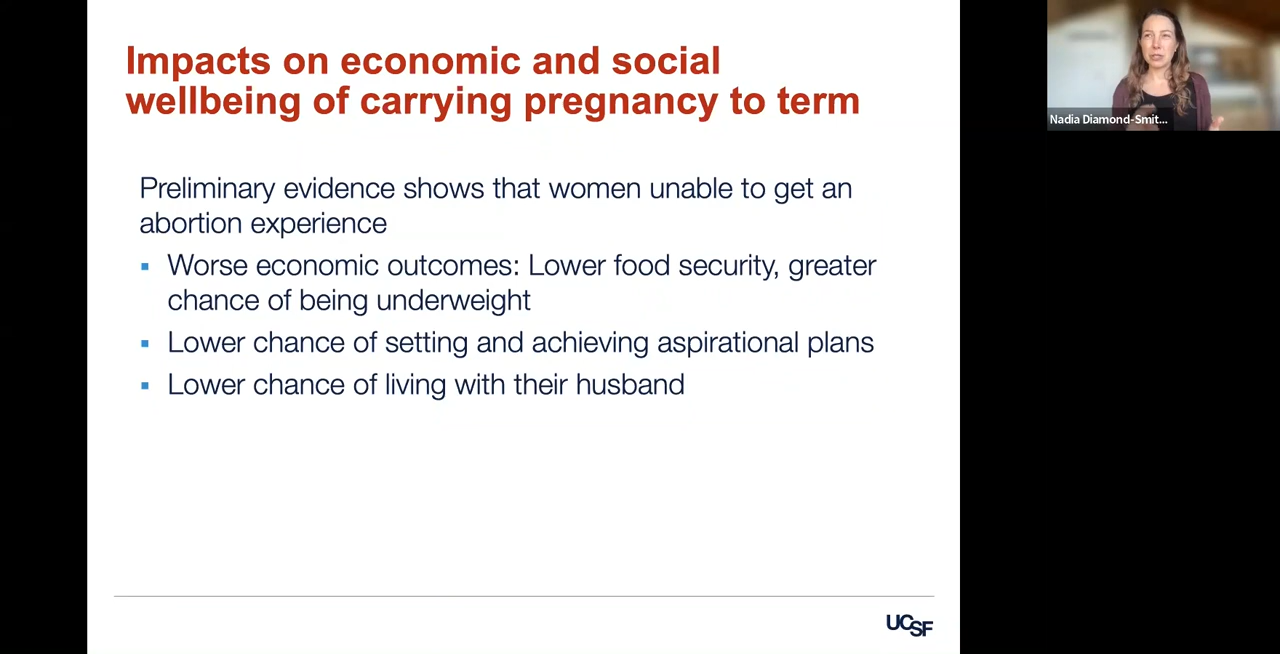 Impacts on economic and social
wellbeing of carrying pregnancy to term
Nadia Diamond-Smit...
Preliminary evidence shows that women unable to get an
abortion experience
▪ Worse economic outcomes: Lower food security, greater
chance of being underweight
▪ Lower chance of setting and achieving aspirational plans
▪ Lower chance of living with their husband
UCSF